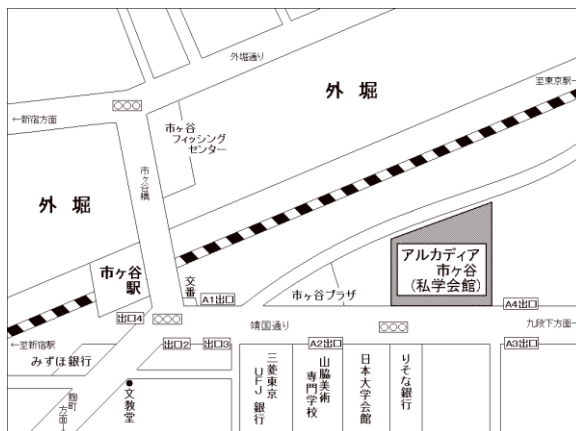 外堀通り
外 堀
至東京駅→
←新宿方面
市ヶ谷
フィッシング
センター
市ヶ谷橋
外 堀
アルカディア
市ヶ谷
(私学会館)
市ヶ谷
駅
交番
A1出口
市ヶ谷プラザ
A4出口
出口4
靖国通り
九段下方面→
←至新宿駅
みずほ銀行
出口2
出口3
A2出口
A3出口
麹町
方面→
文教堂
三菱東京
UFJ銀行
山脇美術
専門学校
日本大学会館
りそな銀行